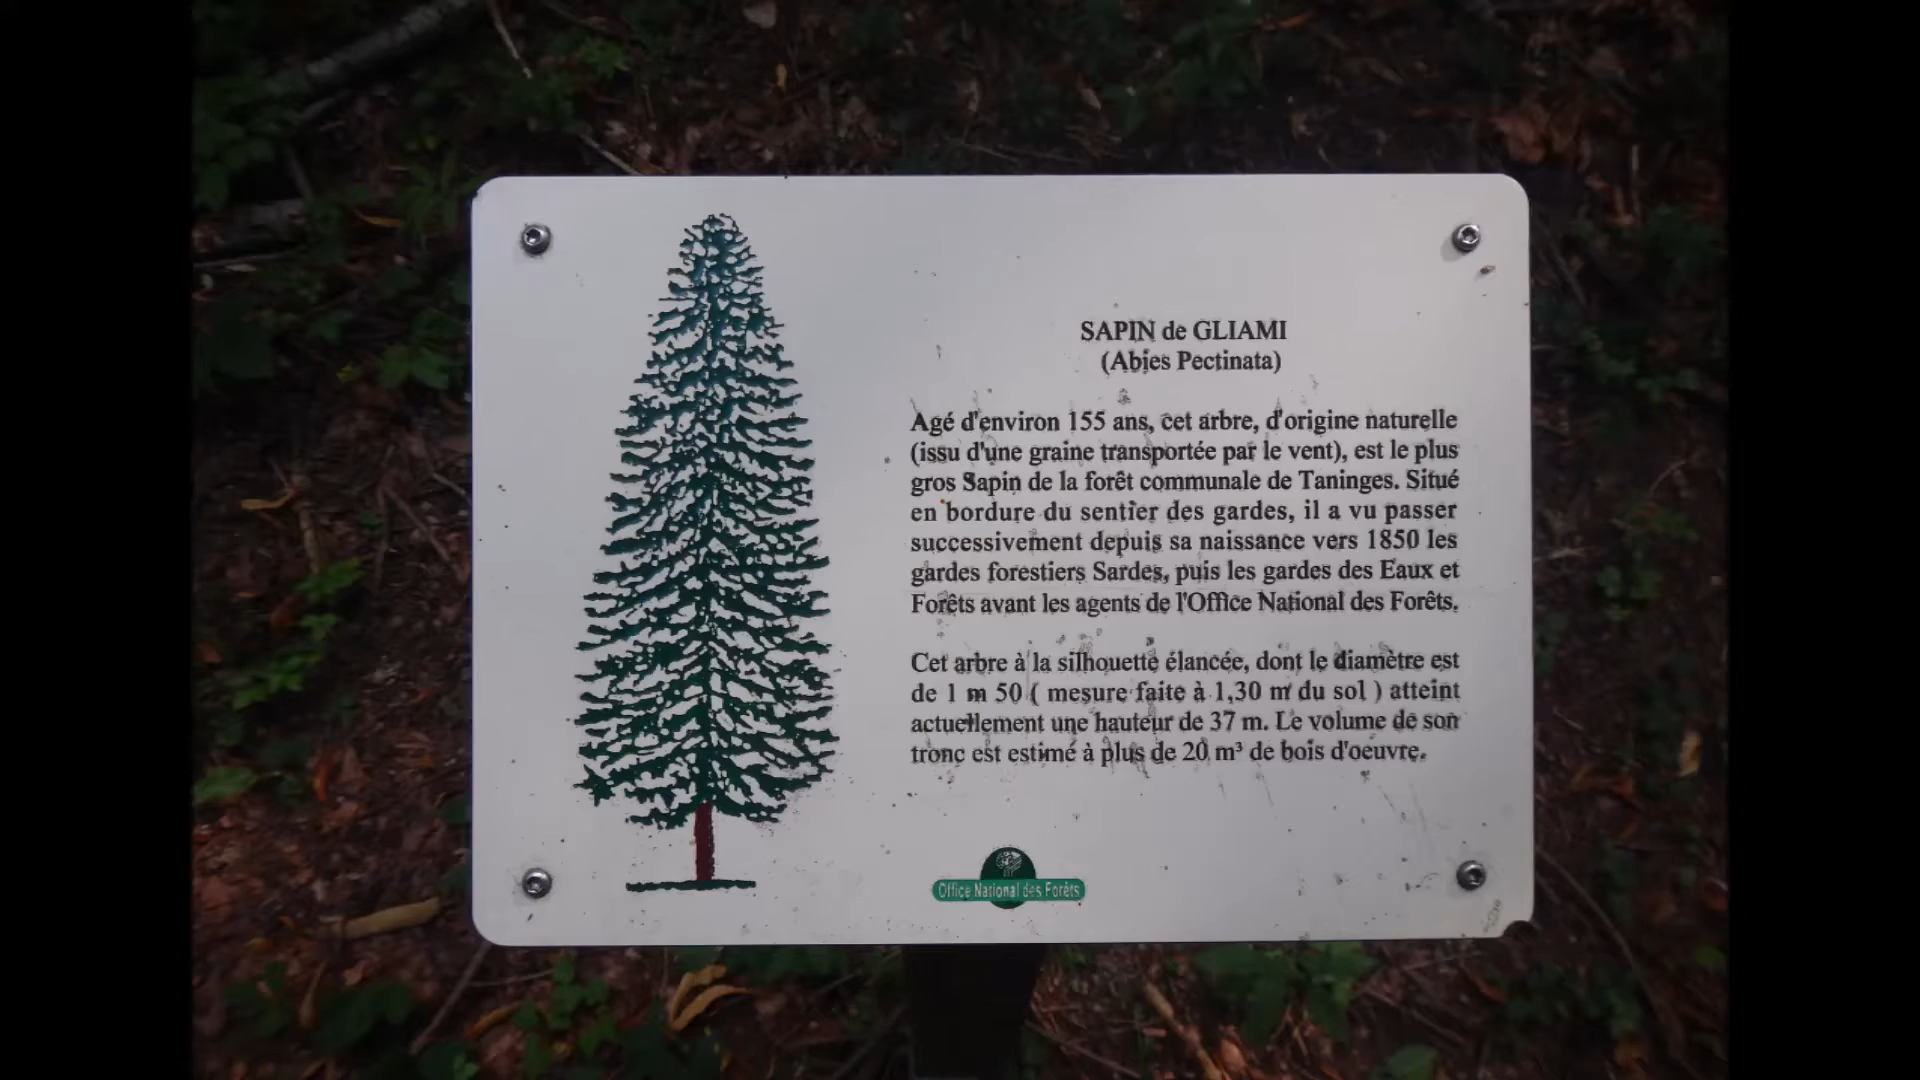 SAPIN de GLIAMI
(Abies Pectinata)
Agé d'environ 155 ans, cet arbre, d'origine naturelle
(issu d'une graine transportée par le vent), est le plus
gros Sapin de la forêt communale de Taninges. Situé
en bordure du sentier des gardes, il a vu passer
successivement depuis sa naissance vers 1850 les
gardes forestiers Sardes, puis les gardes des Eaux et
Forêts avant les agents de l'Office National des Forêts.
Cet arbre à la silhouette élancée, dont le diamètre est
de 1 m 50 ( mesure faite à 1,30 m du sol ) atteint
actuellement une hauteur de 37 m. Le volume de son
tronc est estimé à plus de 20 m³ de bois d'oeuvre.
Office National des Forêts